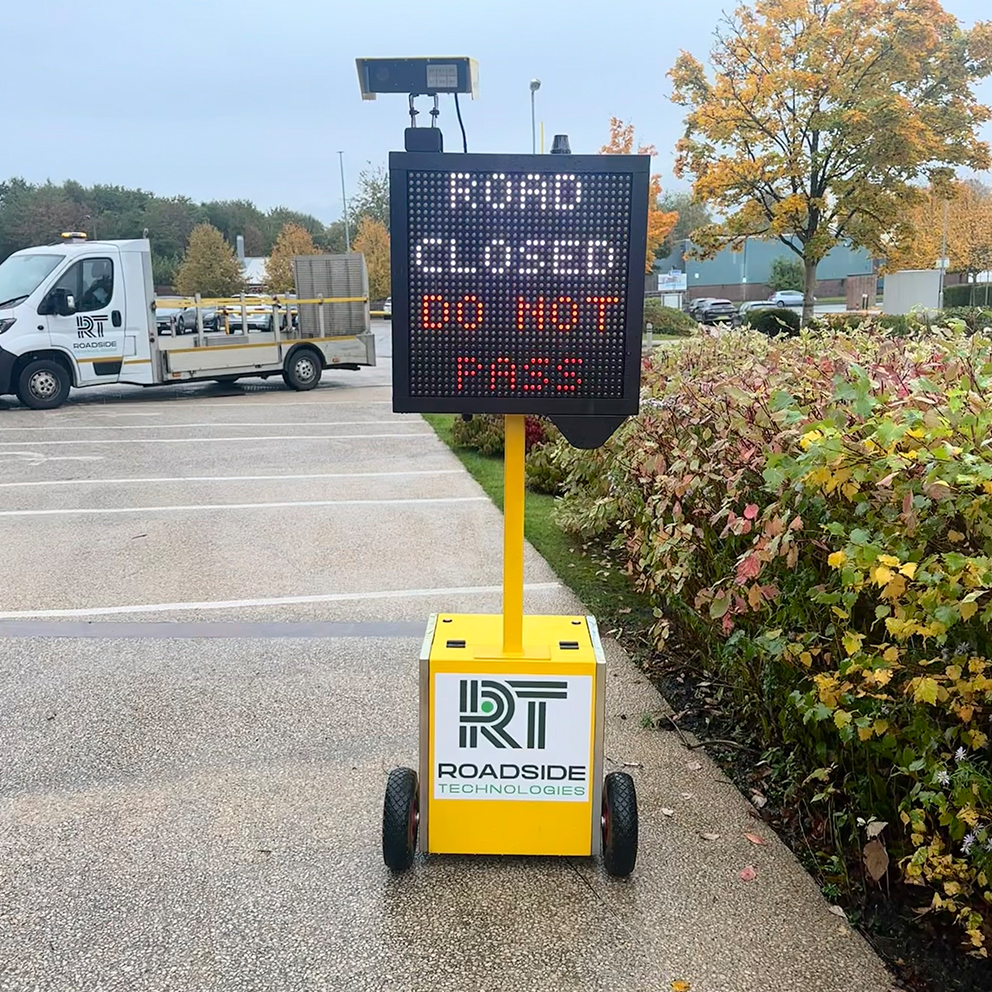 ROAD
CLOSED
DO NOT
PASS
RT
ROADSIDE
TECHNOLOGIES
RT
ROADSIDE